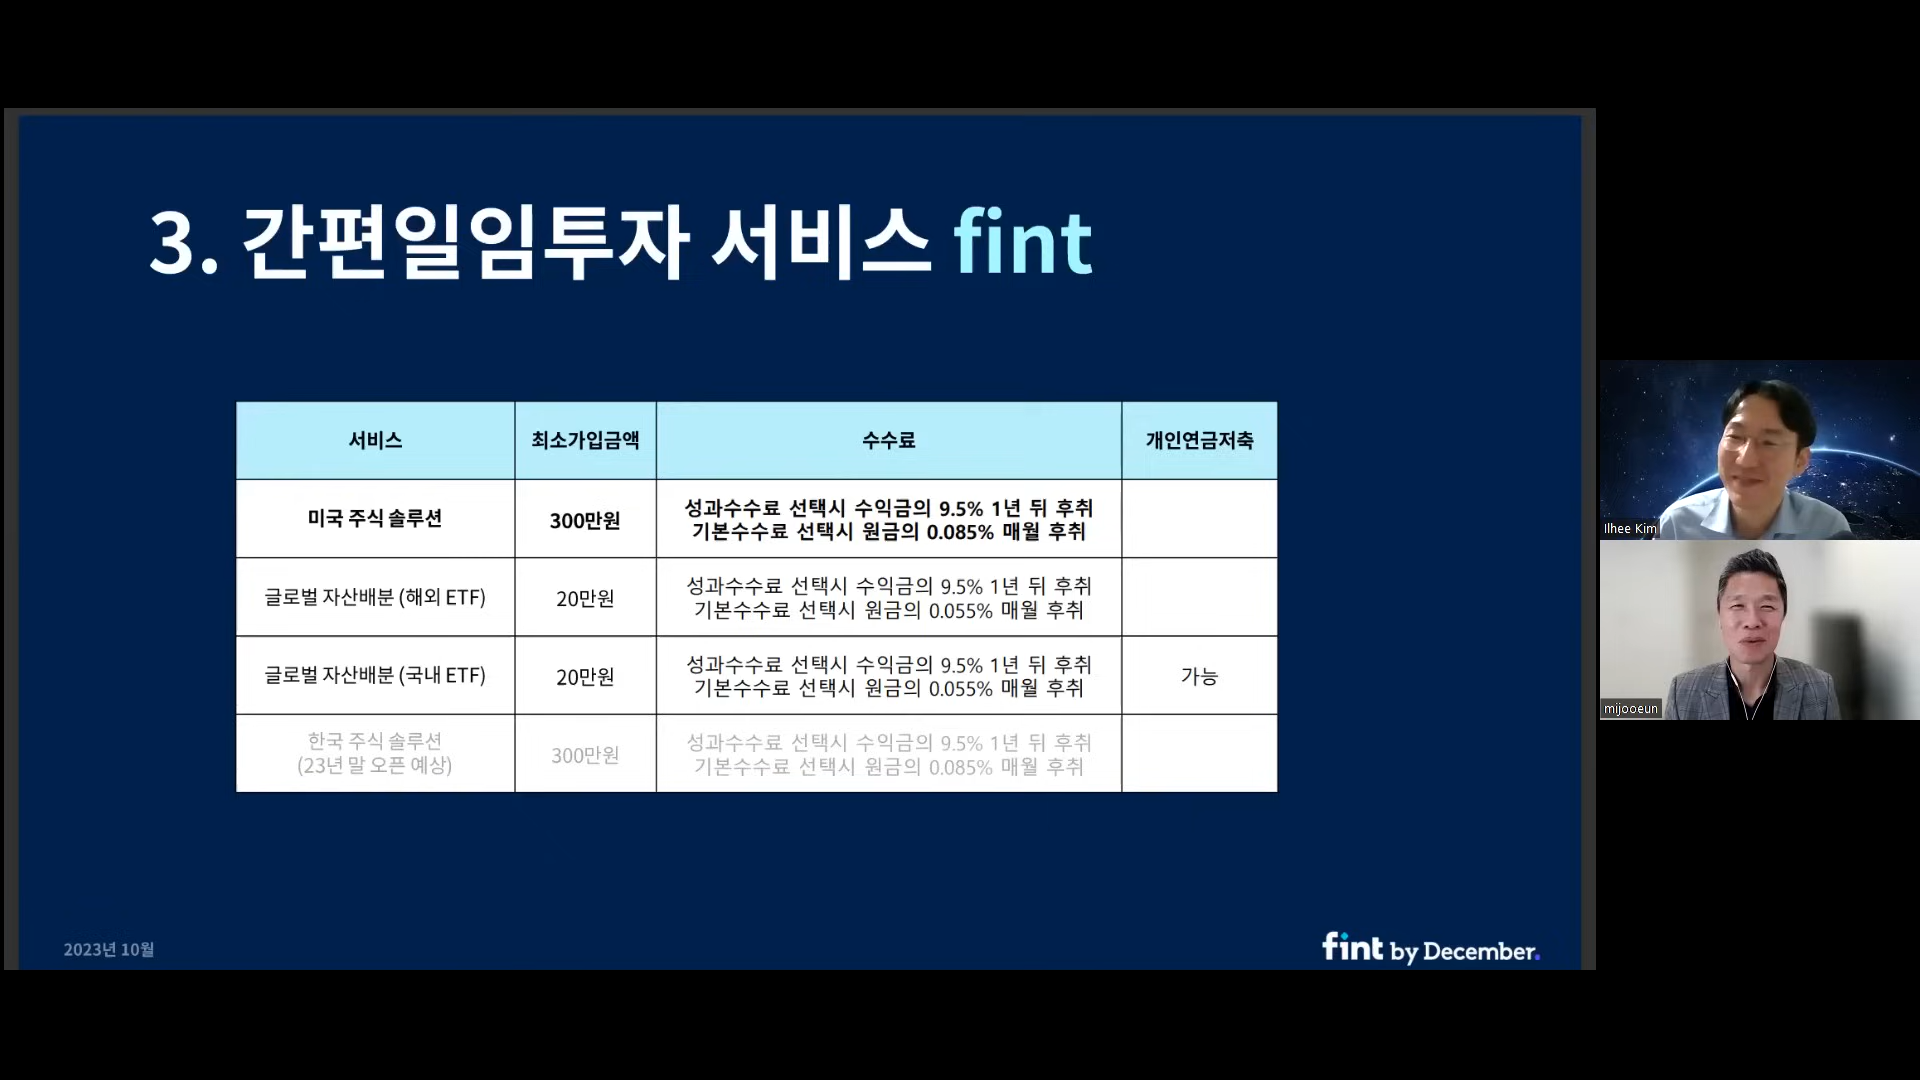 3. 간편일임투자 서비스 fint
서비스
최소가입금액
수수료
개인연금저축
미국 주식 솔루션
300만원
성과수수료 선택시 수익금의 9.5% 1년 뒤 후취
기본수수료 선택시 원금의 0.085% 매월 후취
글로벌 자산배분 (해외 ETF)
20만원
성과수수료 선택시 수익금의 9.5% 1년 뒤 후취
기본수수료 선택시 원금의 0.055% 매월 후취
글로벌 자산배분 (국내 ETF)
20만원
성과수수료 선택시 수익금의 9.5% 1년 뒤 후취
기본수수료 선택시 원금의 0.055% 매월 후취
가능
한국 주식 솔루션
(23년 말 오픈 예상)
300만원
성과수수료 선택시 수익금의 9.5% 1년 뒤 후취
기본수수료 선택시 원금의 0.085% 매월 후취
2023년 10월
fint by December.
Ilhee Kim
mijooeun